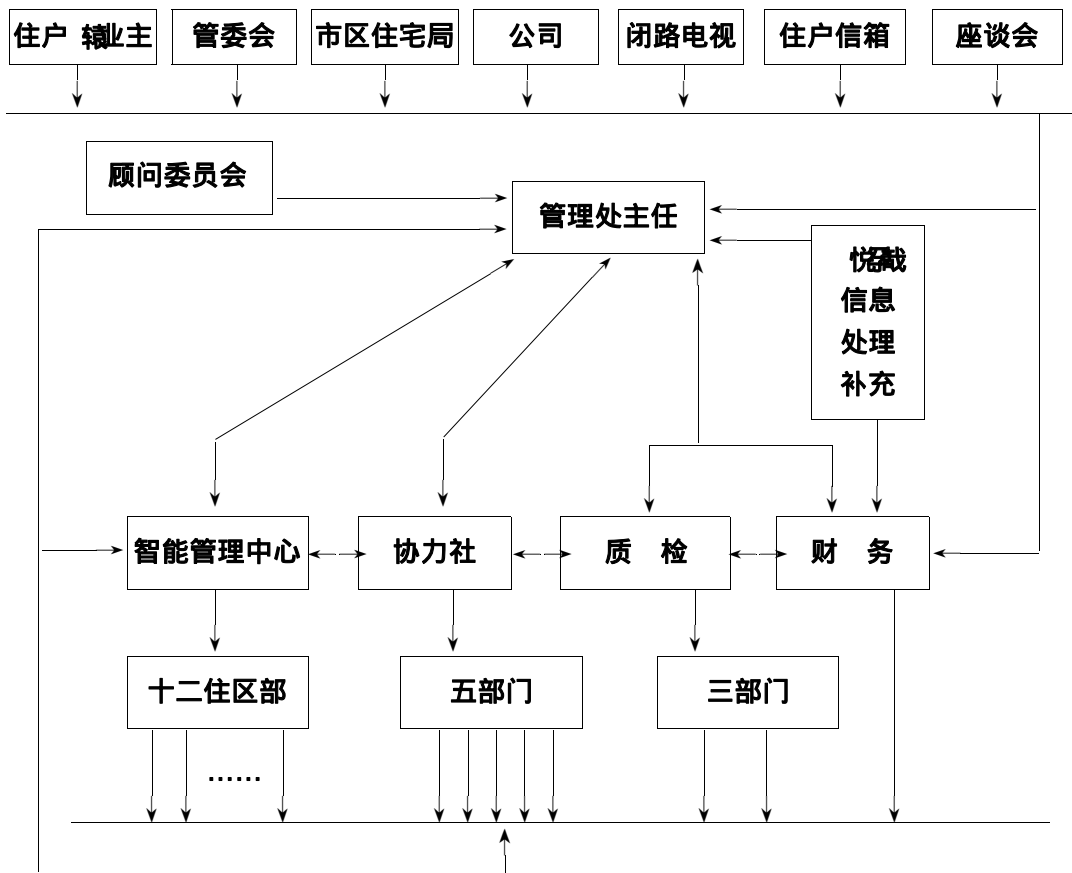 住户 业主
管委会
市区住宅局
公司
闭路电视
住户信箱
座谈会
顾问委员会
管理处主任
信息
处理
补充
智能管理中心
协力社
质 检
财 务
十二住区部
五部门
三部门
……